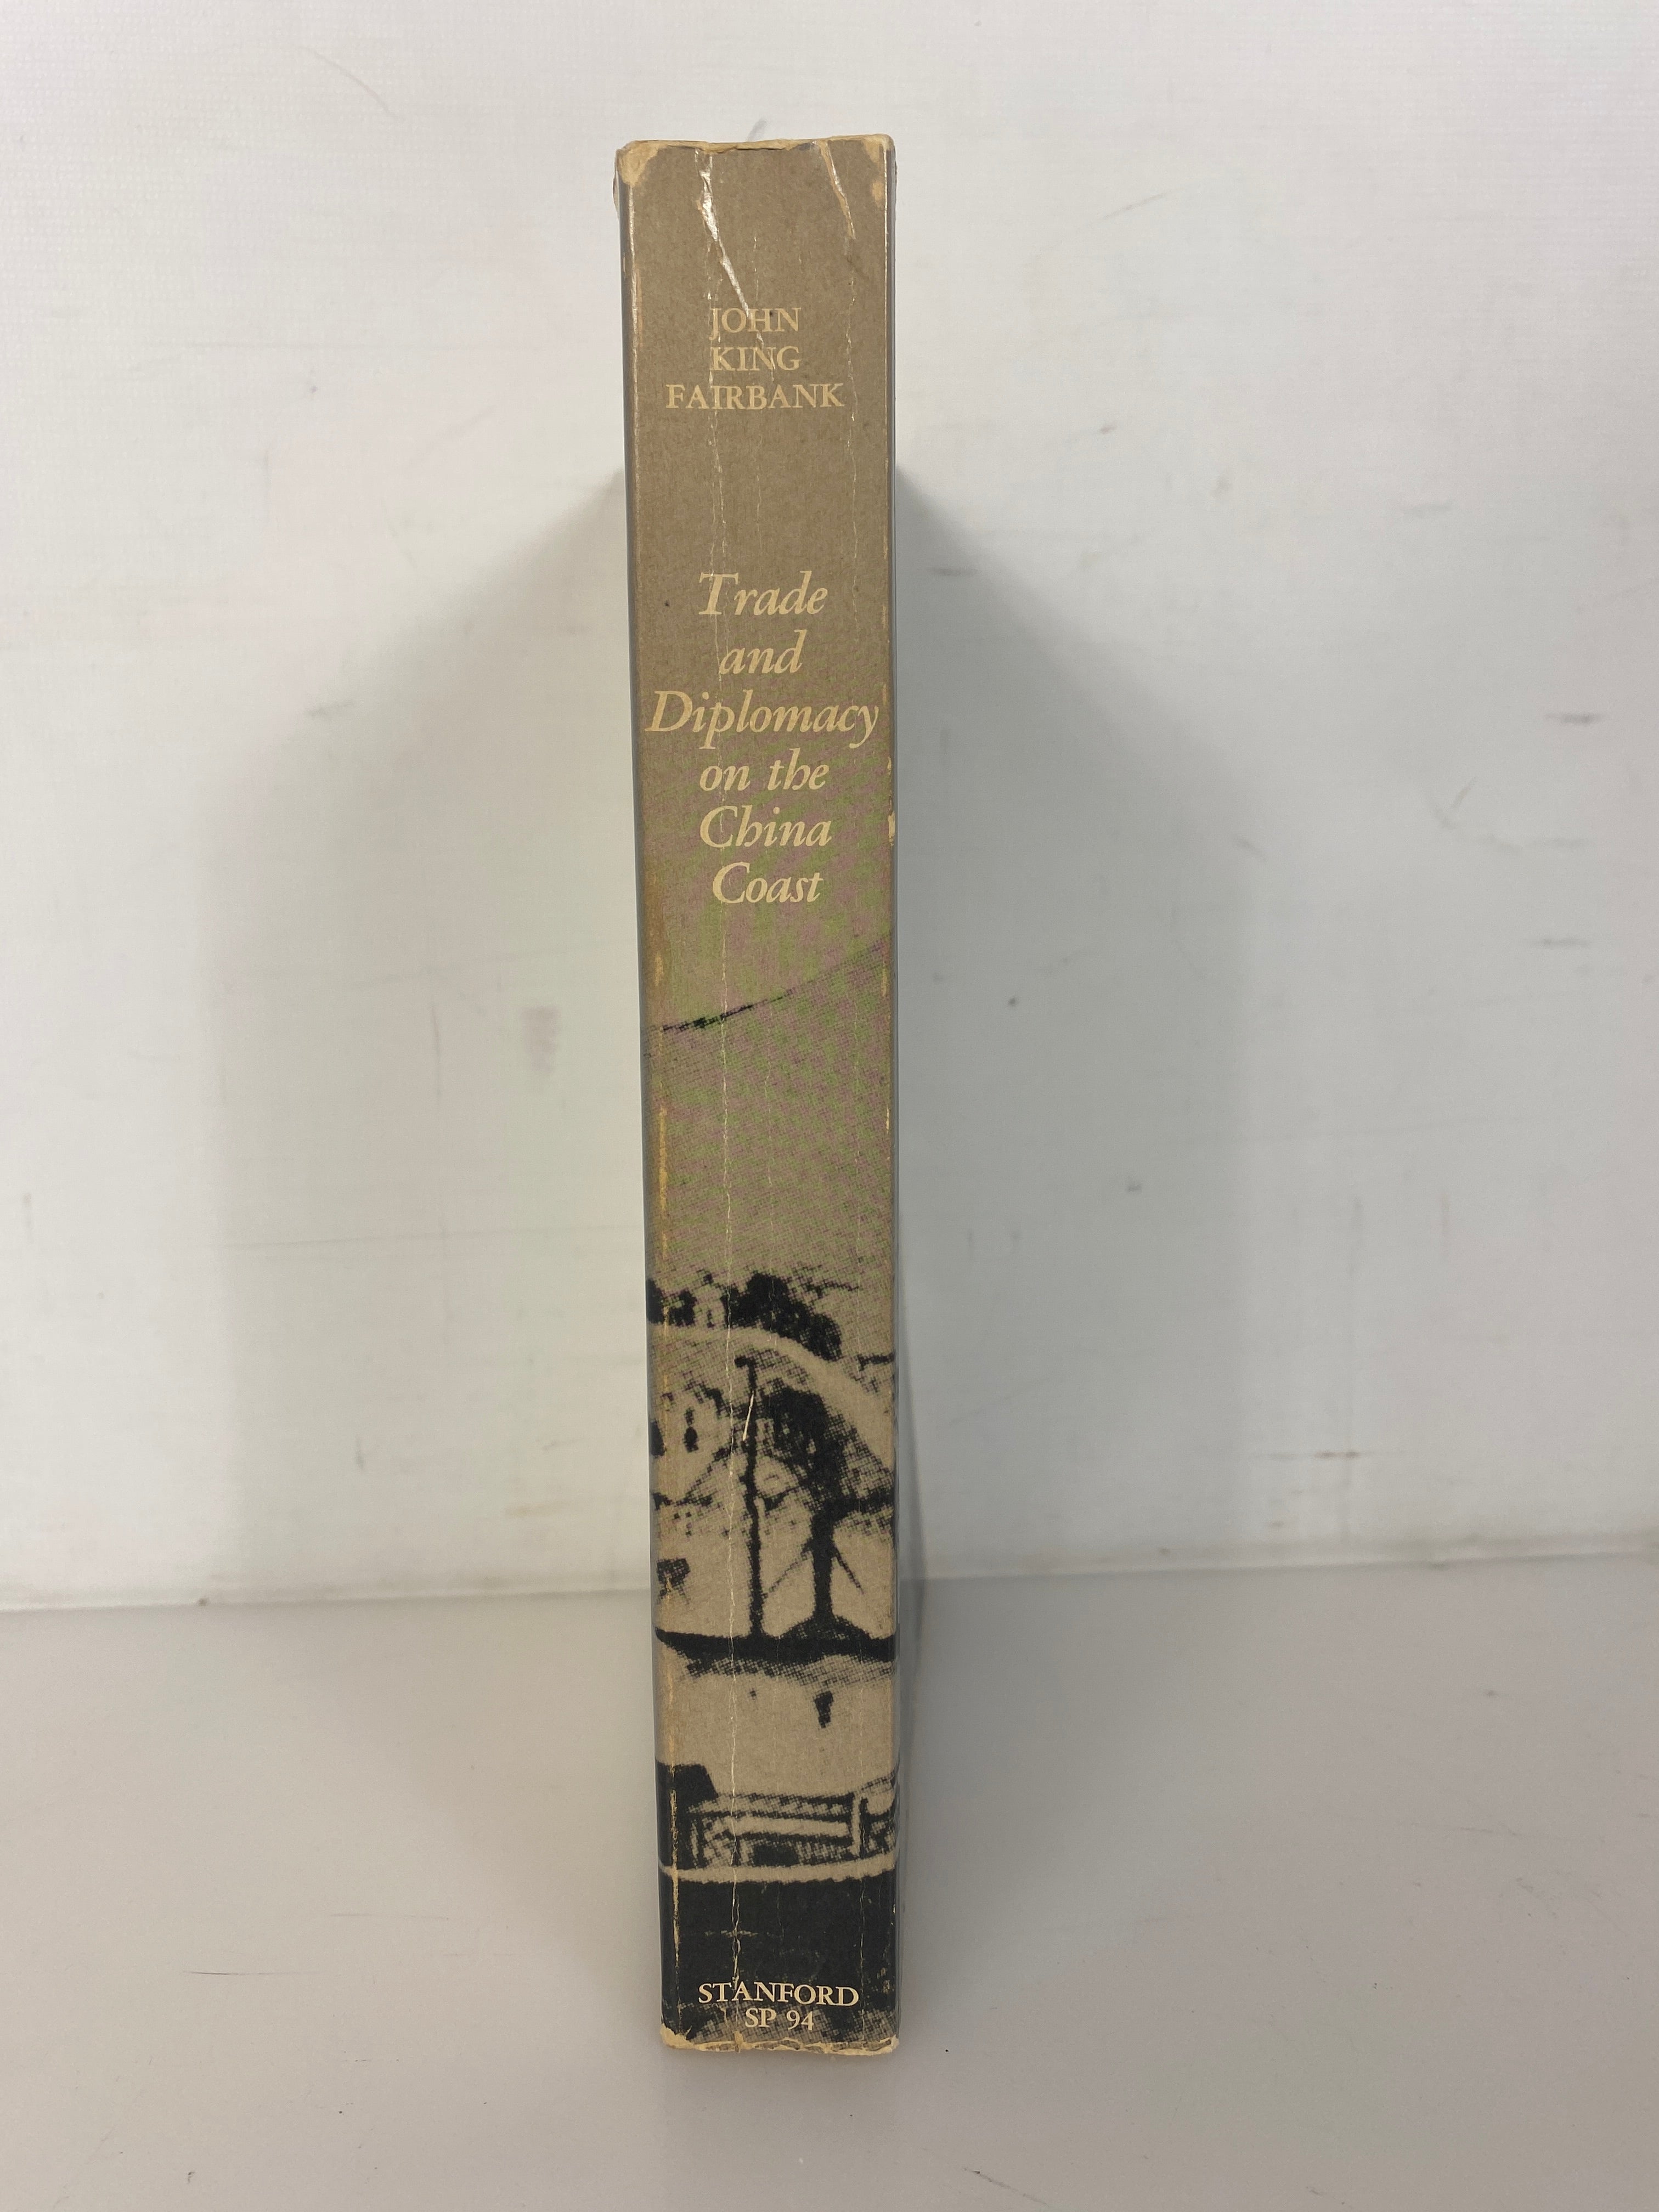 JOHN
KING
FAIRBANK
Trade
and
Diplomacy
on the
China
Coast
STANFORD
SP 94